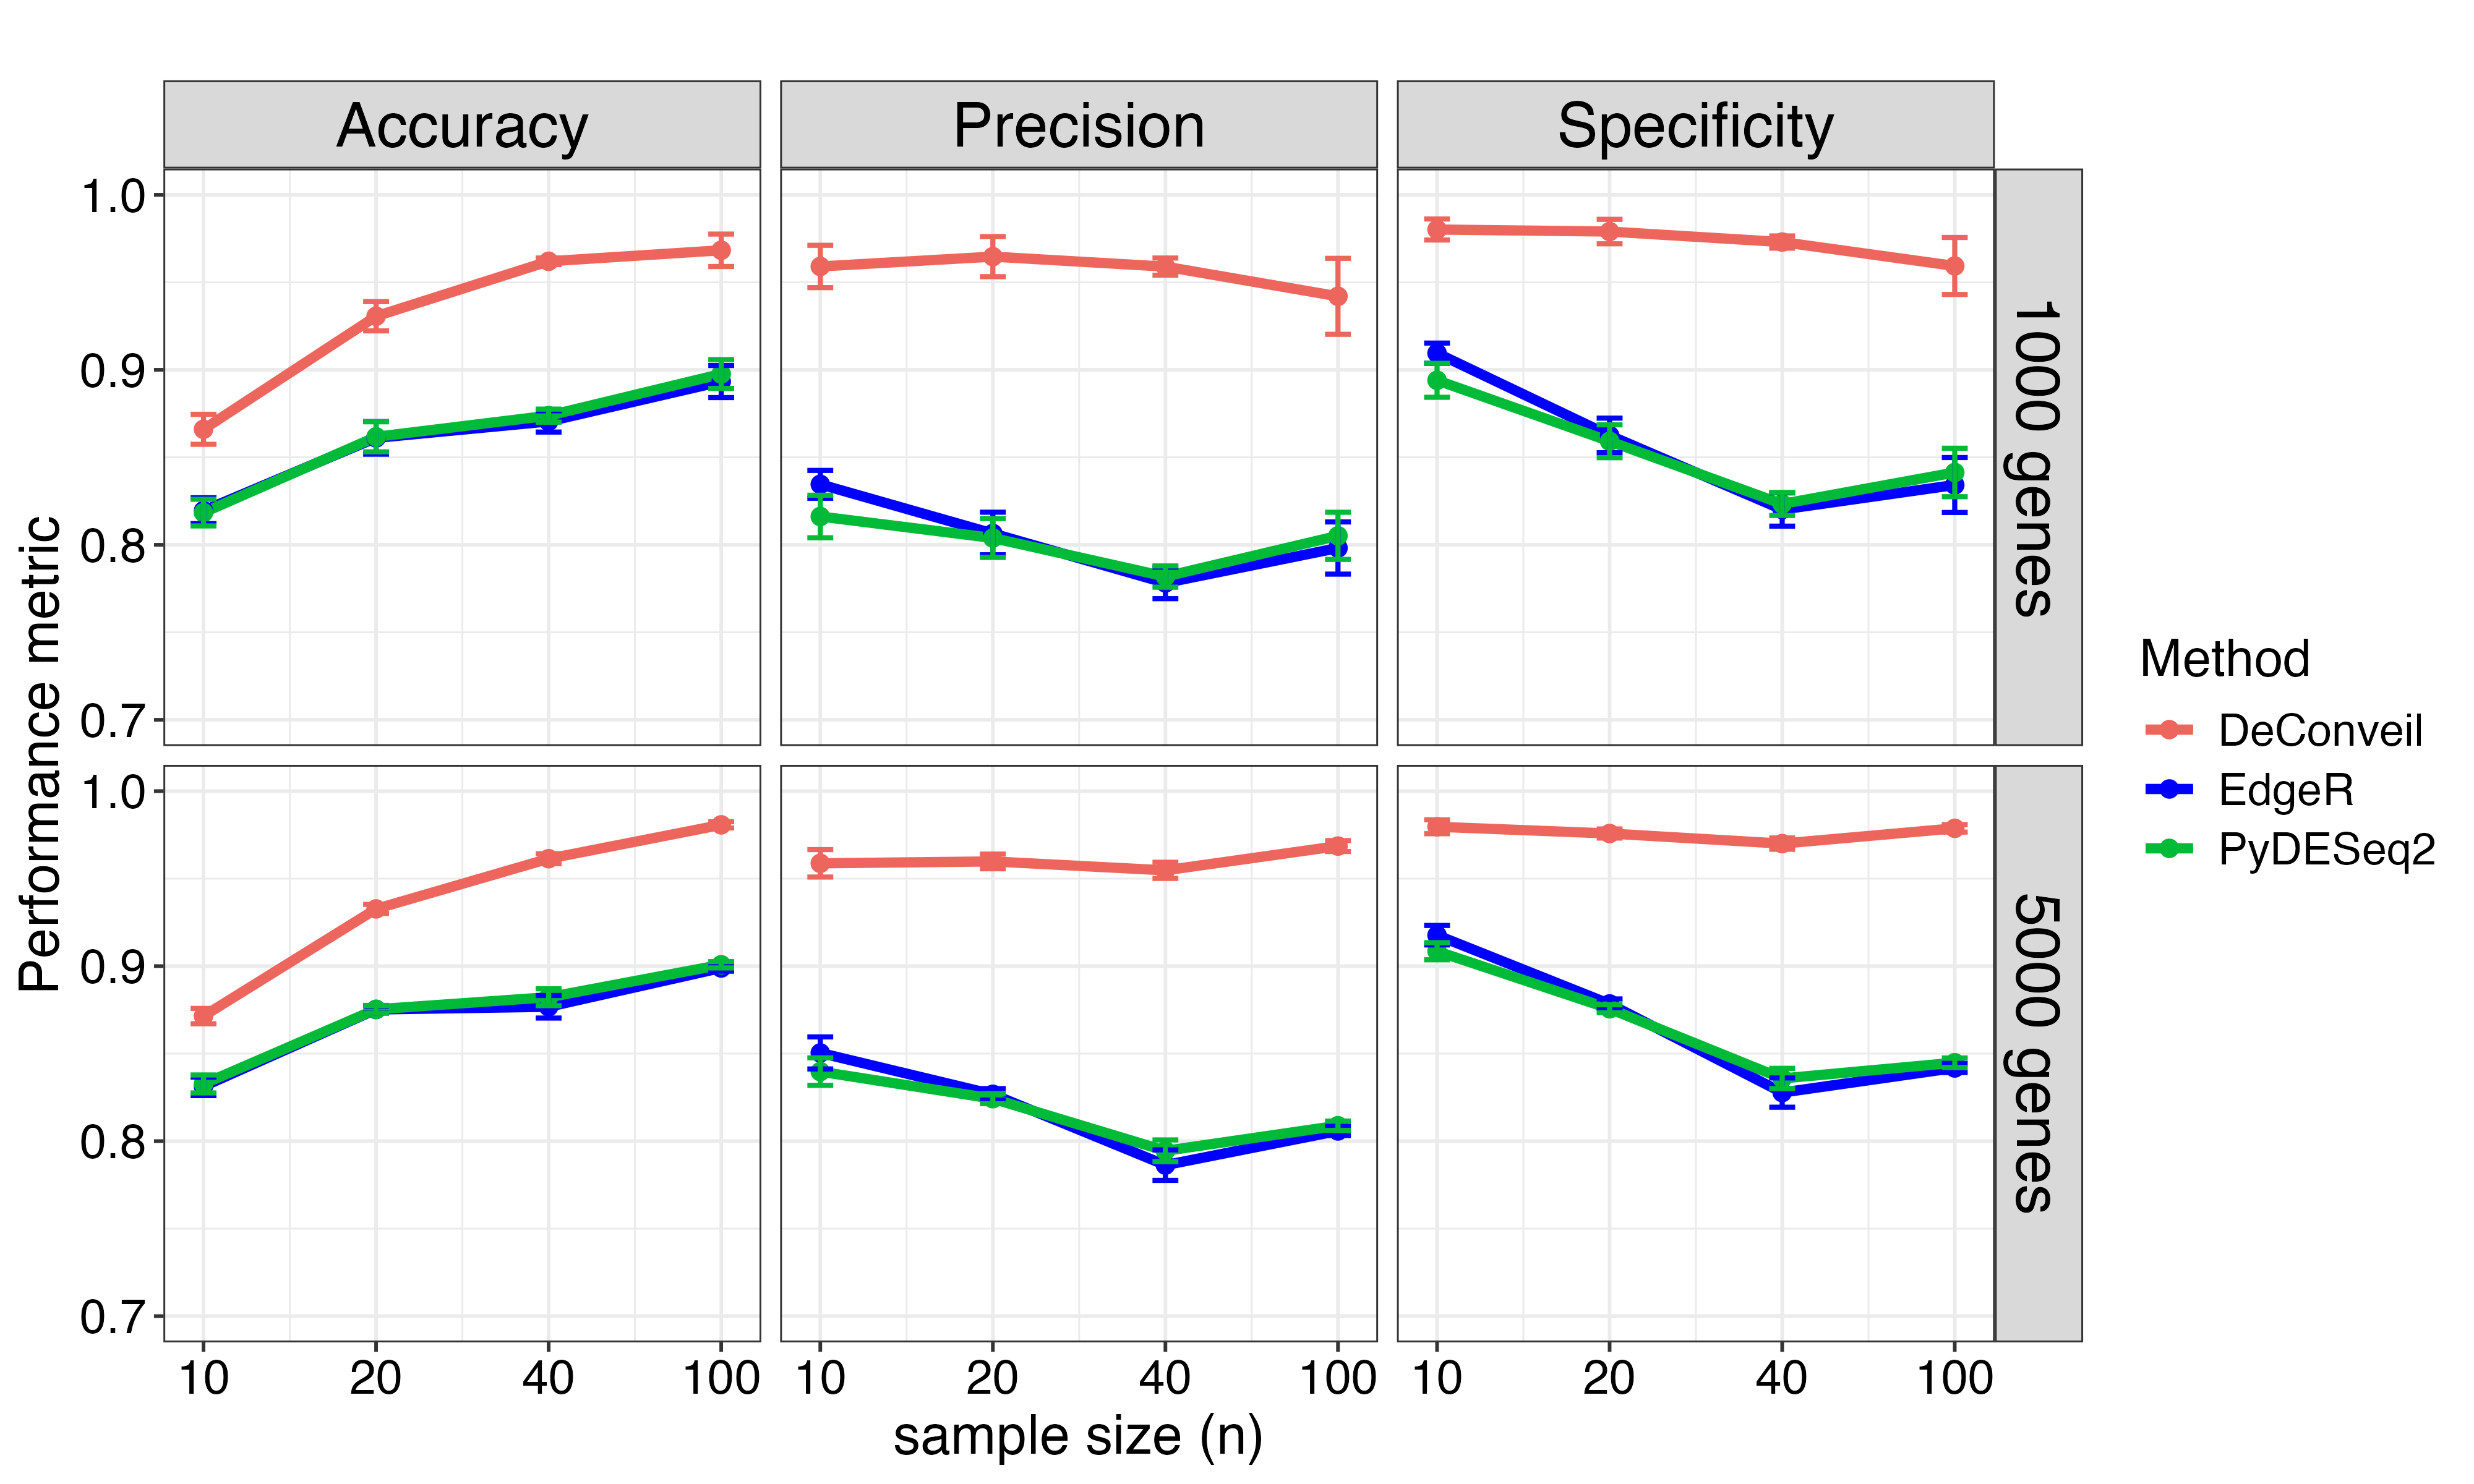 Accuracy
Precision
Specificity
1.0
0.9
0.8
0.7
1000 genes
1.0
0.9
0.8
0.7
5000 genes
10 20 40 100
10 20 40 100
10 20 40 100
sample size (n)
Performance metric
Method
DeConveil
EdgeR
PyDESeq2